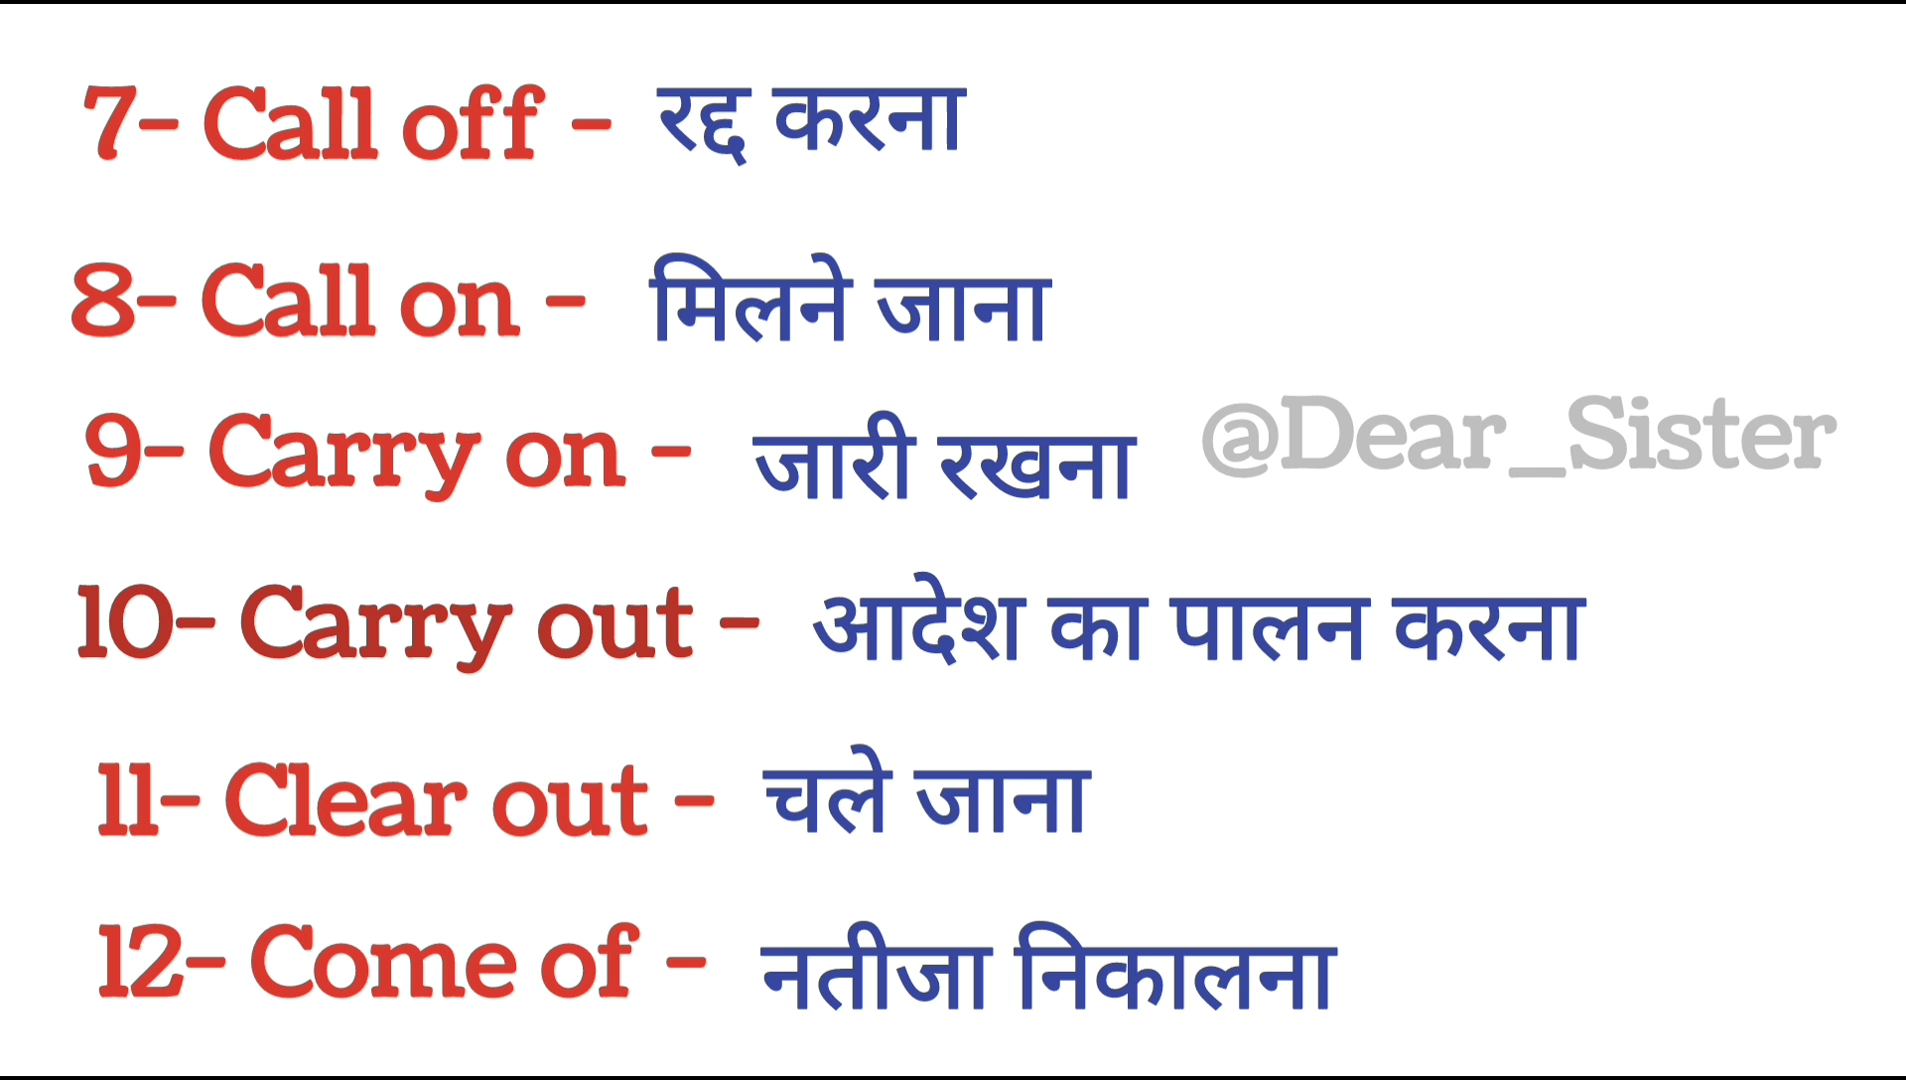 7- Call off - रद्द करना
8- Call on - मिलने जाना
9- Carry on - जारी रखना
@Dear_Sister
10- Carry out - आदेश का पालन करना
11- Clear out - चले जाना
12- Come of - नतीजा निकालना